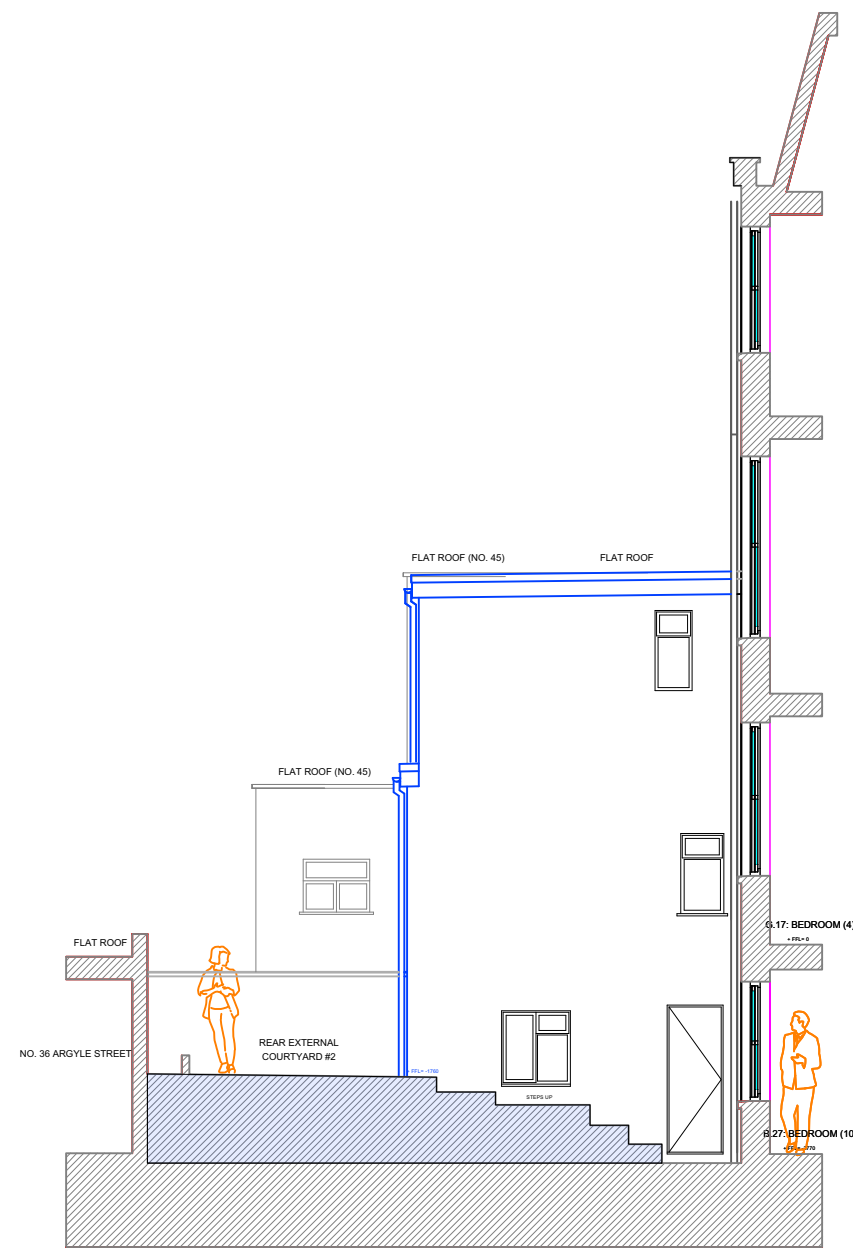 FLAT ROOF (NO. 45)
FLAT ROOF
FLAT ROOF (NO. 45)
G.17: BEDROOM (4)
+ FFL= 0
FLAT ROOF
REAR EXTERNAL
COURTYARD #2
NO. 36 ARGYLE STREET
+ FFL= -1760
STEPS UP
BEDROOM (10